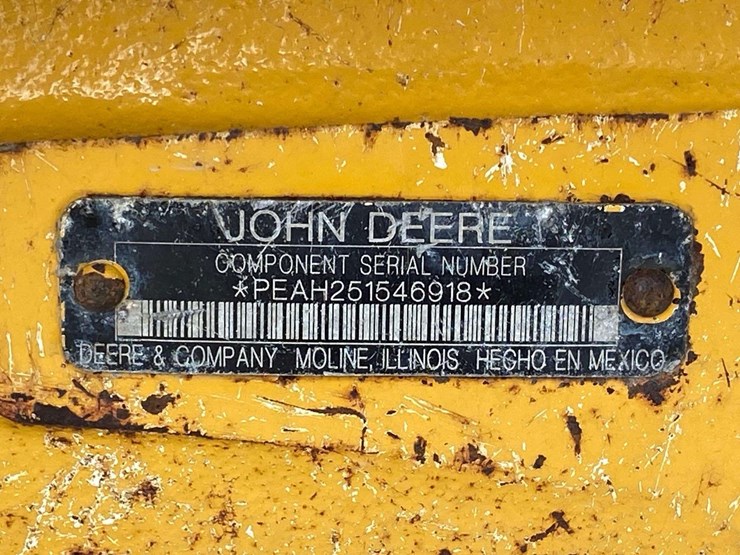 JOHN DEERE
COMPONENT SERIAL NUMBER
*PEAH251546918*
DEERE & COMPANY MOLINE, ILLINOIS HECHO EN MEXICO